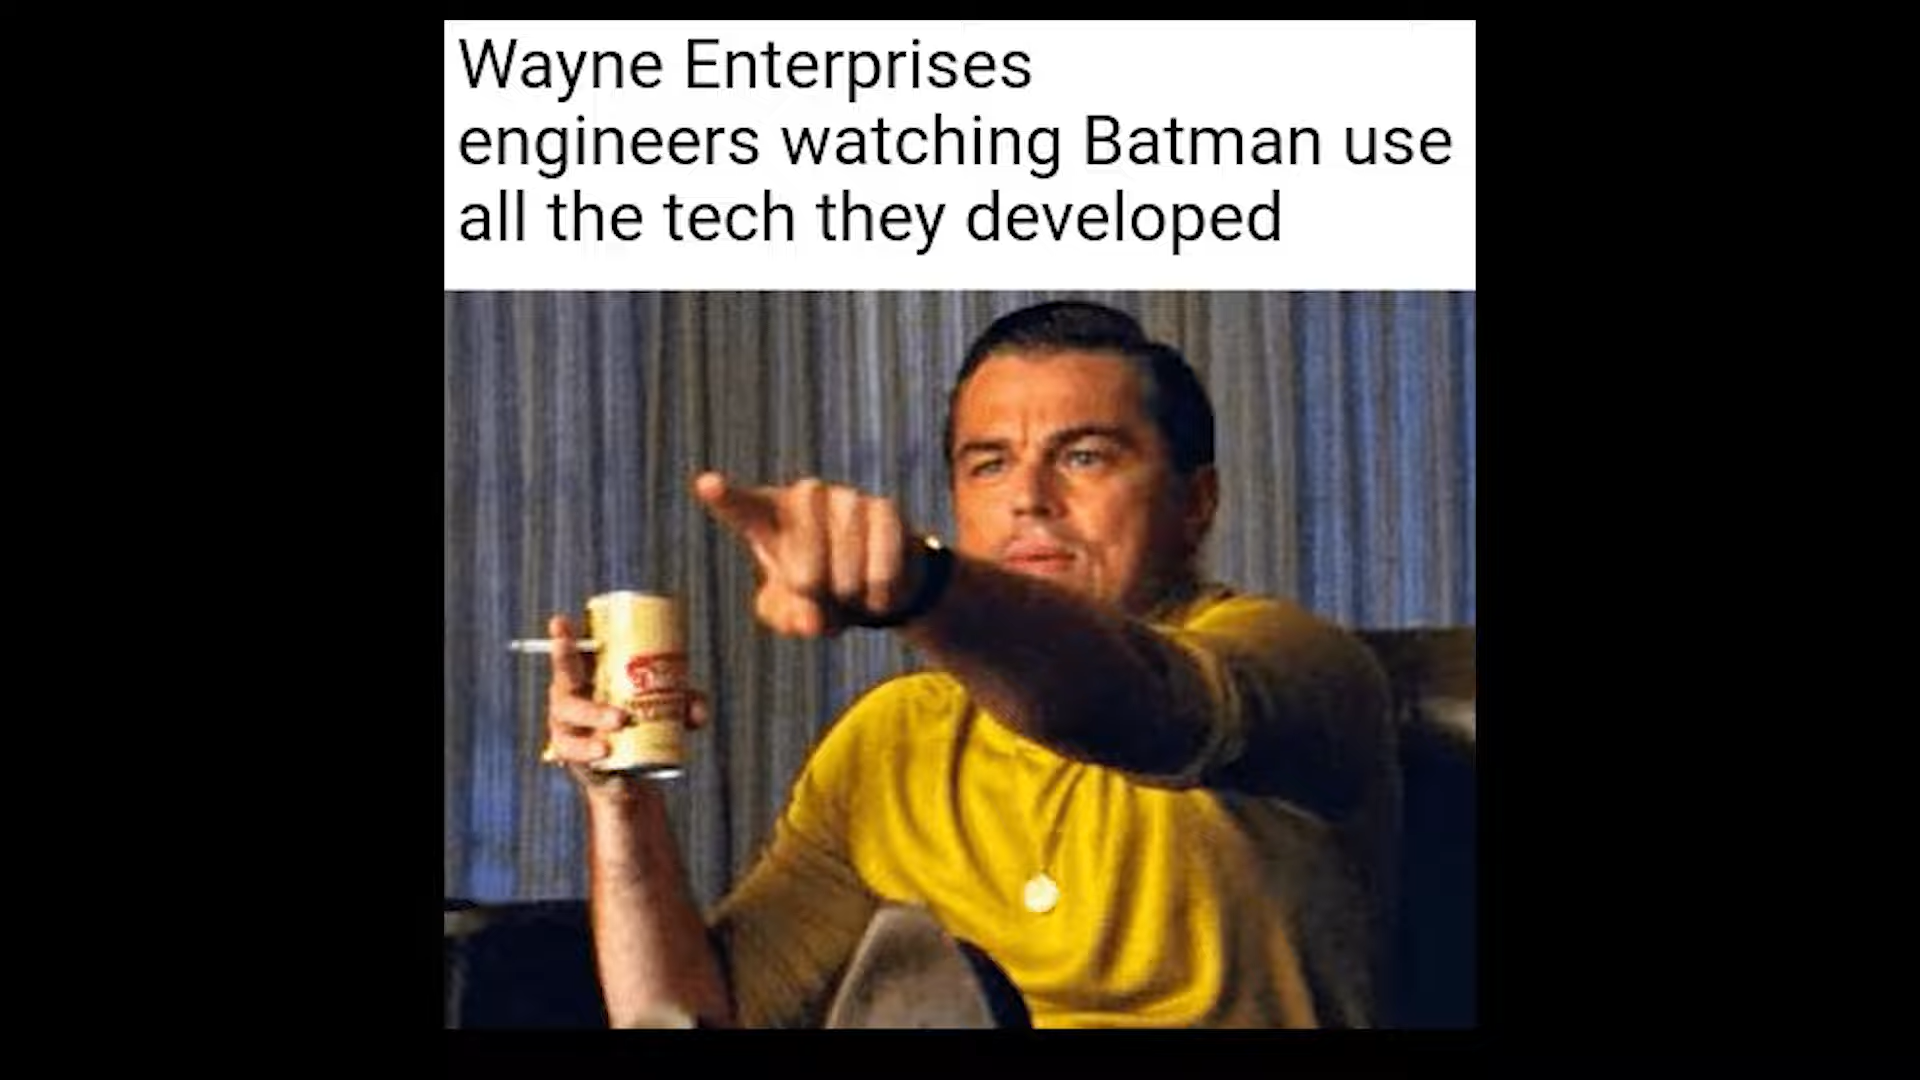 Wayne Enterprises
engineers watching Batman use
all the tech they developed